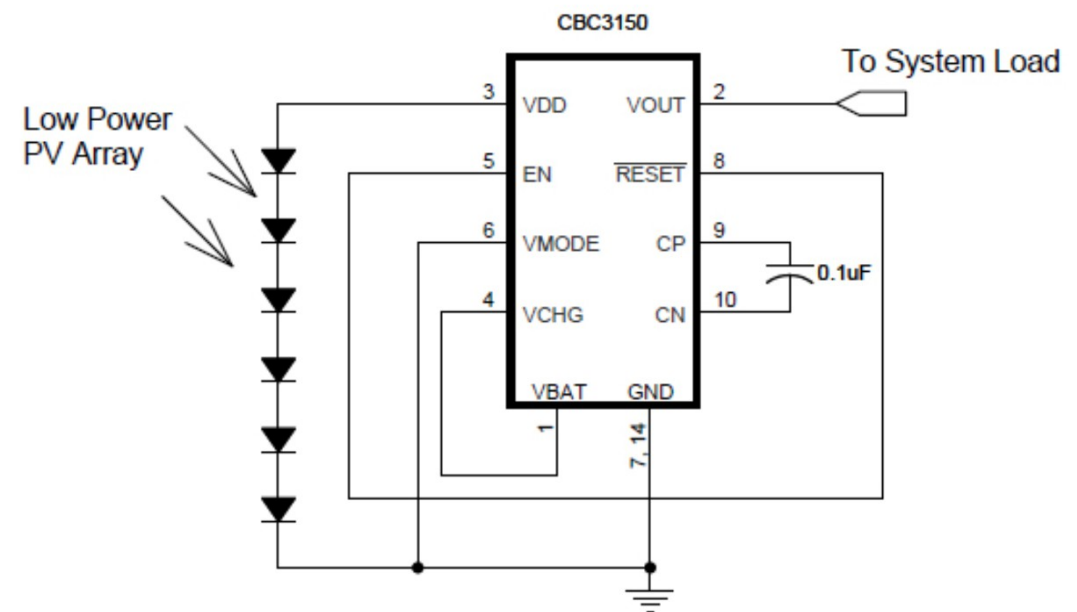 CBC3150
To System Load
Low Power
PV Array
3
VDD
VOUT
2
5
EN
RESET
8
6
VMODE
CP
9
0.1uF
4
VCHG
CN
10
VBAT
GND
1
7, 14